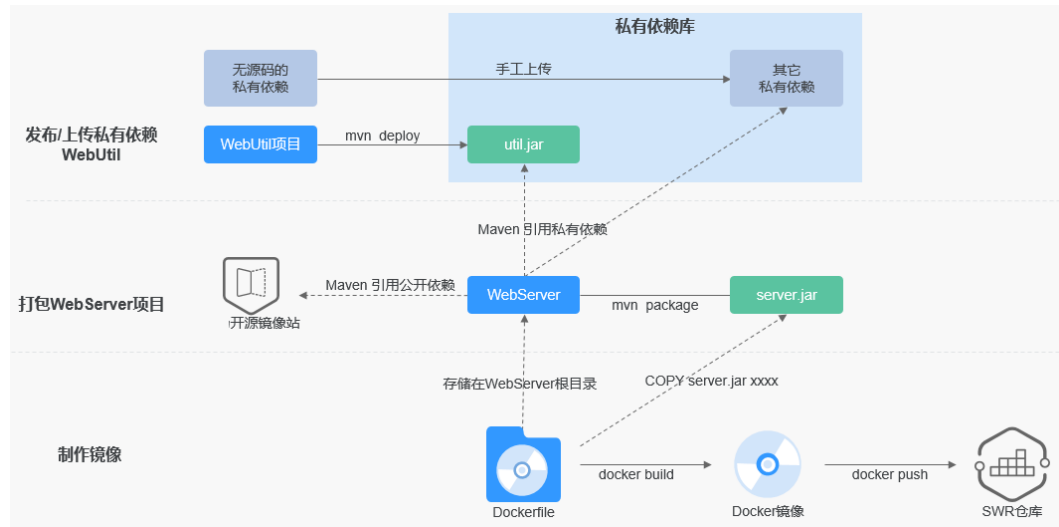 私有依赖库
无源码的
私有依赖
手工上传
其它
私有依赖
发布/上传私有依赖
WebUtil
WebUtil项目
mvn deploy
util.jar
Maven 引用私有依赖
打包WebServer项目
开源镜像站
Maven 引用公开依赖
WebServer
mvn package
server.jar
存储在WebServer根目录
COPY server.jar xxxx
制作镜像
Dockerfile
docker build
Docker镜像
docker push
SWR仓库